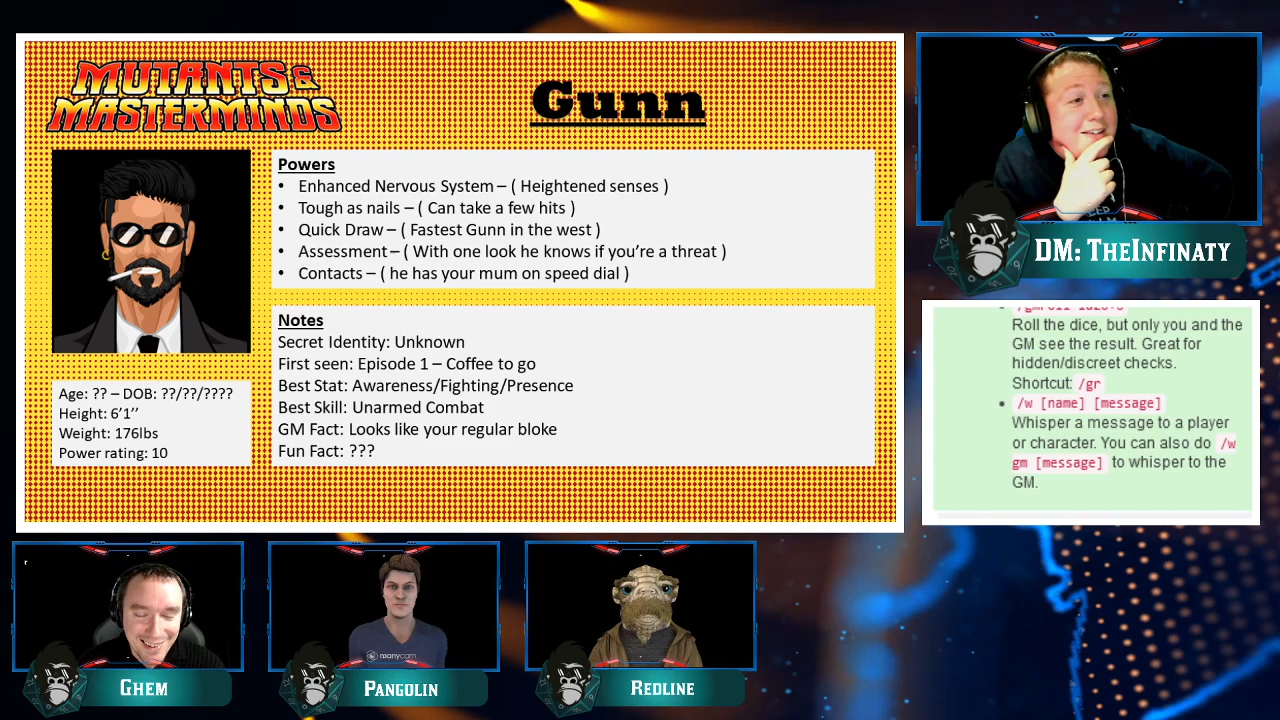 MUTANTS &
MASTERMINDS
Gunn
Powers
• Enhanced Nervous System – ( Heightened senses )
• Tough as nails – ( Can take a few hits )
• Quick Draw – ( Fastest Gunn in the west )
• Assessment – ( With one look he knows if you’re a threat )
• Contacts – ( he has your mum on speed dial )
Notes
Secret Identity: Unknown
First seen: Episode 1 – Coffee to go
Best Stat: Awareness/Fighting/Presence
Best Skill: Unarmed Combat
GM Fact: Looks like your regular bloke
Fun Fact: ???
Age: ?? – DOB: ??/??/????
Height: 6’1’’
Weight: 176lbs
Power rating: 10
DM: TheInfinaty
Roll the dice, but only you and the
GM see the result. Great for
hidden/discreet checks.
Shortcut: /gr
• /w [name] [message]
Whisper a message to a player
or character. You can also do /w
gm [message] to whisper to the
GM.
manycam
Ghem
Pangolin
Redline